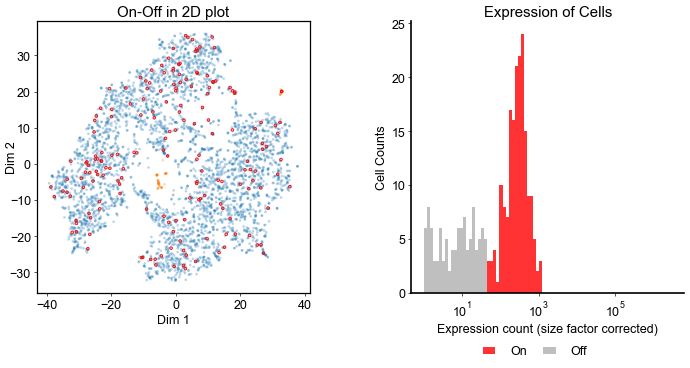 On-Off in 2D plot
30
20
10
0
−10
−20
−30
Dim 2
−40
−20
0
20
40
Dim 1
Expression of Cells
25
20
15
10
5
0
Cell Counts
10^1
10^3
10^5
Expression count (size factor corrected)
On
Off